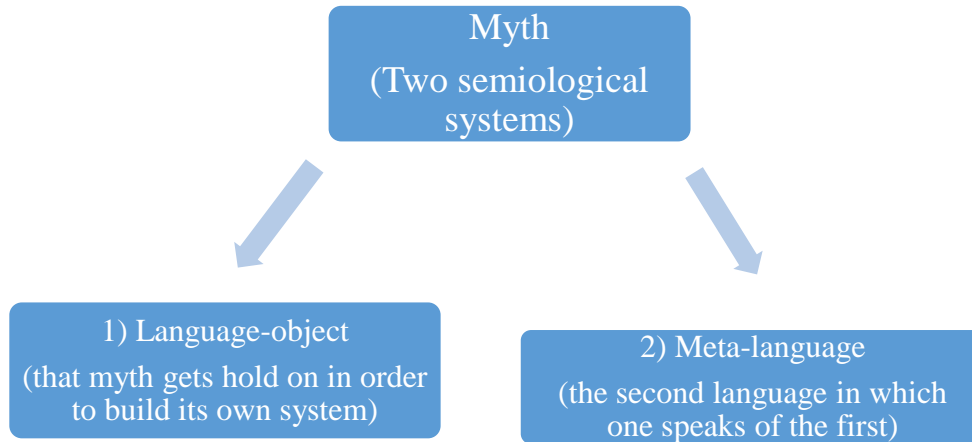 Myth
(Two semiological
systems)
1) Language-object
(that myth gets hold on in order
to build its own system)
2) Meta-language
(the second language in which
one speaks of the first)